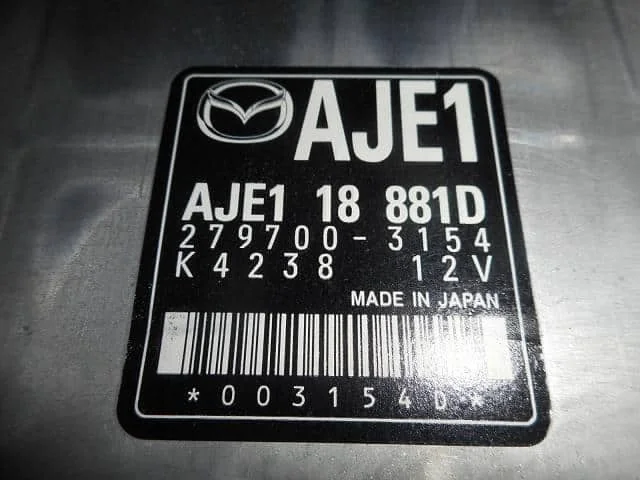 AJE1
AJE1 18 881D
279700-3154
K4238 12V
MADE IN JAPAN
*003154D*